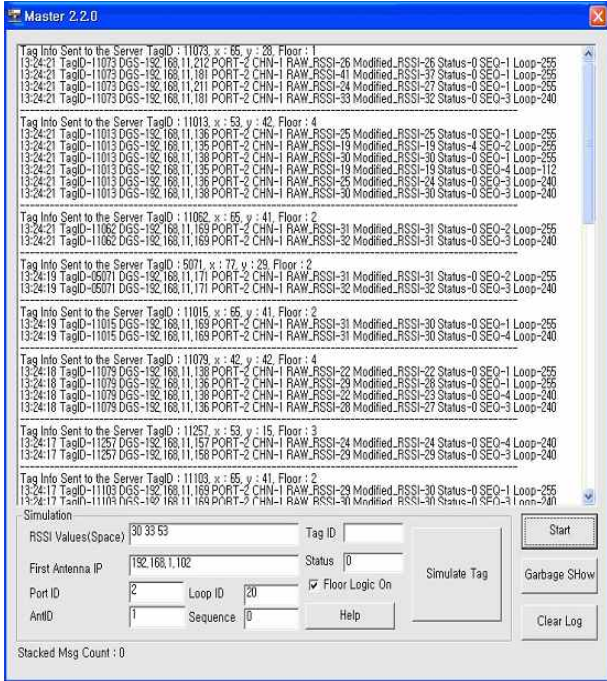 Master 2.2.0
Tag Info Sent to the Server TagID : 11073, x : 65, y : 28, Floor : 1
13:24:21 TagID-11073 DGS-192,168,11,212 PORT-2 CHN-1 RAW_RSSI-26 Modified_RSSI-26 Status-0 SEQ-1 Loop-255
13:24:21 TagID-11073 DGS-192,168,11,181 PORT-2 CHN-1 RAW_RSSI-41 Modified_RSSI-37 Status-0 SEQ-1 Loop-255
13:24:21 TagID-11073 DGS-192,168,11,211 PORT-2 CHN-1 RAW_RSSI-24 Modified_RSSI-27 Status-0 SEQ-1 Loop-255
13:24:21 TagID-11073 DGS-192,168,11,181 PORT-2 CHN-1 RAW_RSSI-33 Modified_RSSI-32 Status-0 SEQ-3 Loop-240
Tag Info Sent to the Server TagID : 11013, x : 53, y : 42, Floor : 4
13:24:21 TagID-11013 DGS-192,168,11,136 PORT-2 CHN-1 RAW_RSSI-25 Modified_RSSI-25 Status-0 SEQ-1 Loop-255
13:24:21 TagID-11013 DGS-192,168,11,135 PORT-2 CHN-1 RAW_RSSI-19 Modified_RSSI-19 Status-4 SEQ-2 Loop-255
13:24:21 TagID-11013 DGS-192,168,11,138 PORT-2 CHN-1 RAW_RSSI-30 Modified_RSSI-30 Status-0 SEQ-1 Loop-255
13:24:21 TagID-11013 DGS-192,168,11,135 PORT-2 CHN-1 RAW_RSSI-19 Modified_RSSI-19 Status-0 SEQ-4 Loop-112
13:24:21 TagID-11013 DGS-192,168,11,136 PORT-2 CHN-1 RAW_RSSI-25 Modified_RSSI-24 Status-0 SEQ-3 Loop-240
13:24:21 TagID-11013 DGS-192,168,11,138 PORT-2 CHN-1 RAW_RSSI-30 Modified_RSSI-30 Status-0 SEQ-3 Loop-240
Tag Info Sent to the Server TagID : 11062, x : 65, y : 41, Floor : 2
13:24:21 TagID-11062 DGS-192,168,11,169 PORT-2 CHN-1 RAW_RSSI-31 Modified_RSSI-30 Status-0 SEQ-2 Loop-255
13:24:21 TagID-11062 DGS-192,168,11,169 PORT-2 CHN-1 RAW_RSSI-32 Modified_RSSI-31 Status-0 SEQ-3 Loop-240
Tag Info Sent to the Server TagID : 5071, x : 77, y : 29, Floor : 2
13:24:19 TagID-05071 DGS-192,168,11,171 PORT-2 CHN-1 RAW_RSSI-31 Modified_RSSI-31 Status-0 SEQ-2 Loop-255
13:24:19 TagID-05071 DGS-192,168,11,171 PORT-2 CHN-1 RAW_RSSI-32 Modified_RSSI-32 Status-0 SEQ-3 Loop-240
Tag Info Sent to the Server TagID : 11015, x : 65, y : 41, Floor : 2
13:24:19 TagID-11015 DGS-192,168,11,169 PORT-2 CHN-1 RAW_RSSI-31 Modified_RSSI-30 Status-0 SEQ-4 Loop-255
13:24:19 TagID-11015 DGS-192,168,11,169 PORT-2 CHN-1 RAW_RSSI-31 Modified_RSSI-30 Status-0 SEQ-4 Loop-240
Tag Info Sent to the Server TagID : 11079, x : 42, y : 42, Floor : 4
13:24:18 TagID-11079 DGS-192,168,11,138 PORT-2 CHN-1 RAW_RSSI-22 Modified_RSSI-22 Status-0 SEQ-1 Loop-255
13:24:18 TagID-11079 DGS-192,168,11,136 PORT-2 CHN-1 RAW_RSSI-29 Modified_RSSI-28 Status-0 SEQ-1 Loop-255
13:24:18 TagID-11079 DGS-192,168,11,138 PORT-2 CHN-1 RAW_RSSI-22 Modified_RSSI-23 Status-0 SEQ-4 Loop-240
13:24:18 TagID-11079 DGS-192,168,11,136 PORT-2 CHN-1 RAW_RSSI-28 Modified_RSSI-27 Status-0 SEQ-3 Loop-240
Tag Info Sent to the Server TagID : 11257, x : 53, y : 15, Floor : 3
13:24:17 TagID-11257 DGS-192,168,11,157 PORT-2 CHN-1 RAW_RSSI-24 Modified_RSSI-24 Status-0 SEQ-4 Loop-240
13:24:17 TagID-11257 DGS-192,168,11,158 PORT-2 CHN-1 RAW_RSSI-29 Modified_RSSI-29 Status-0 SEQ-3 Loop-240
Tag Info Sent to the Server TagID : 11103, x : 65, y : 41, Floor : 2
13:24:17 TagID-11103 DGS-192,168,11,169 PORT-2 CHN-1 RAW_RSSI-29 Modified_RSSI-30 Status-0 SEQ-1 Loop-255
13:24:17 TagID-11103 DGS-192,168,11,169 PORT-2 CHN-1 RAW_RSSI-30 Modified_RSSI-30 Status-0 SEQ-3 Loop-240
Simulation
RSSI Values(Space) 30 33 53 Tag ID
First Antenna IP 192,168,1,102 Status 0
Floor Logic On
Port ID 2 Loop ID 20
AntID 1 Sequence 0 Help
Simulate Tag
Start
Garbage SHow
Clear Log
Stacked Msg Count : 0